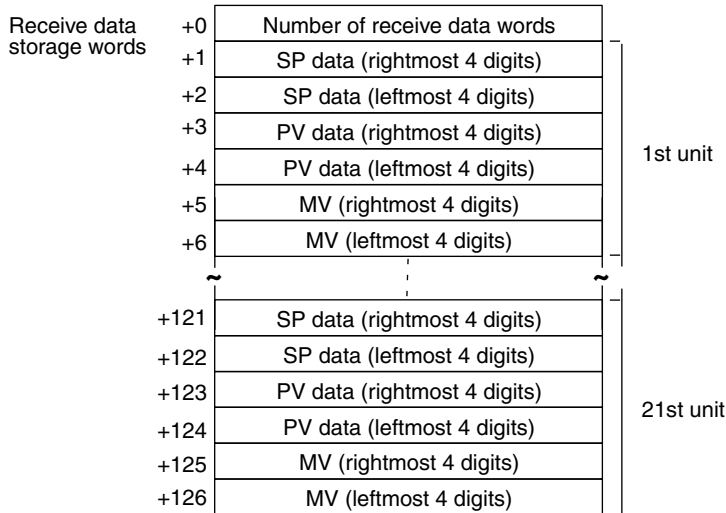 Receive data
storage words
+0 Number of receive data words
+1 SP data (rightmost 4 digits)
+2 SP data (leftmost 4 digits)
+3 PV data (rightmost 4 digits)
+4 PV data (leftmost 4 digits)
+5 MV (rightmost 4 digits)
+6 MV (leftmost 4 digits)
1st unit
+121 SP data (rightmost 4 digits)
+122 SP data (leftmost 4 digits)
+123 PV data (rightmost 4 digits)
+124 PV data (leftmost 4 digits)
+125 MV (rightmost 4 digits)
+126 MV (leftmost 4 digits)
21st unit